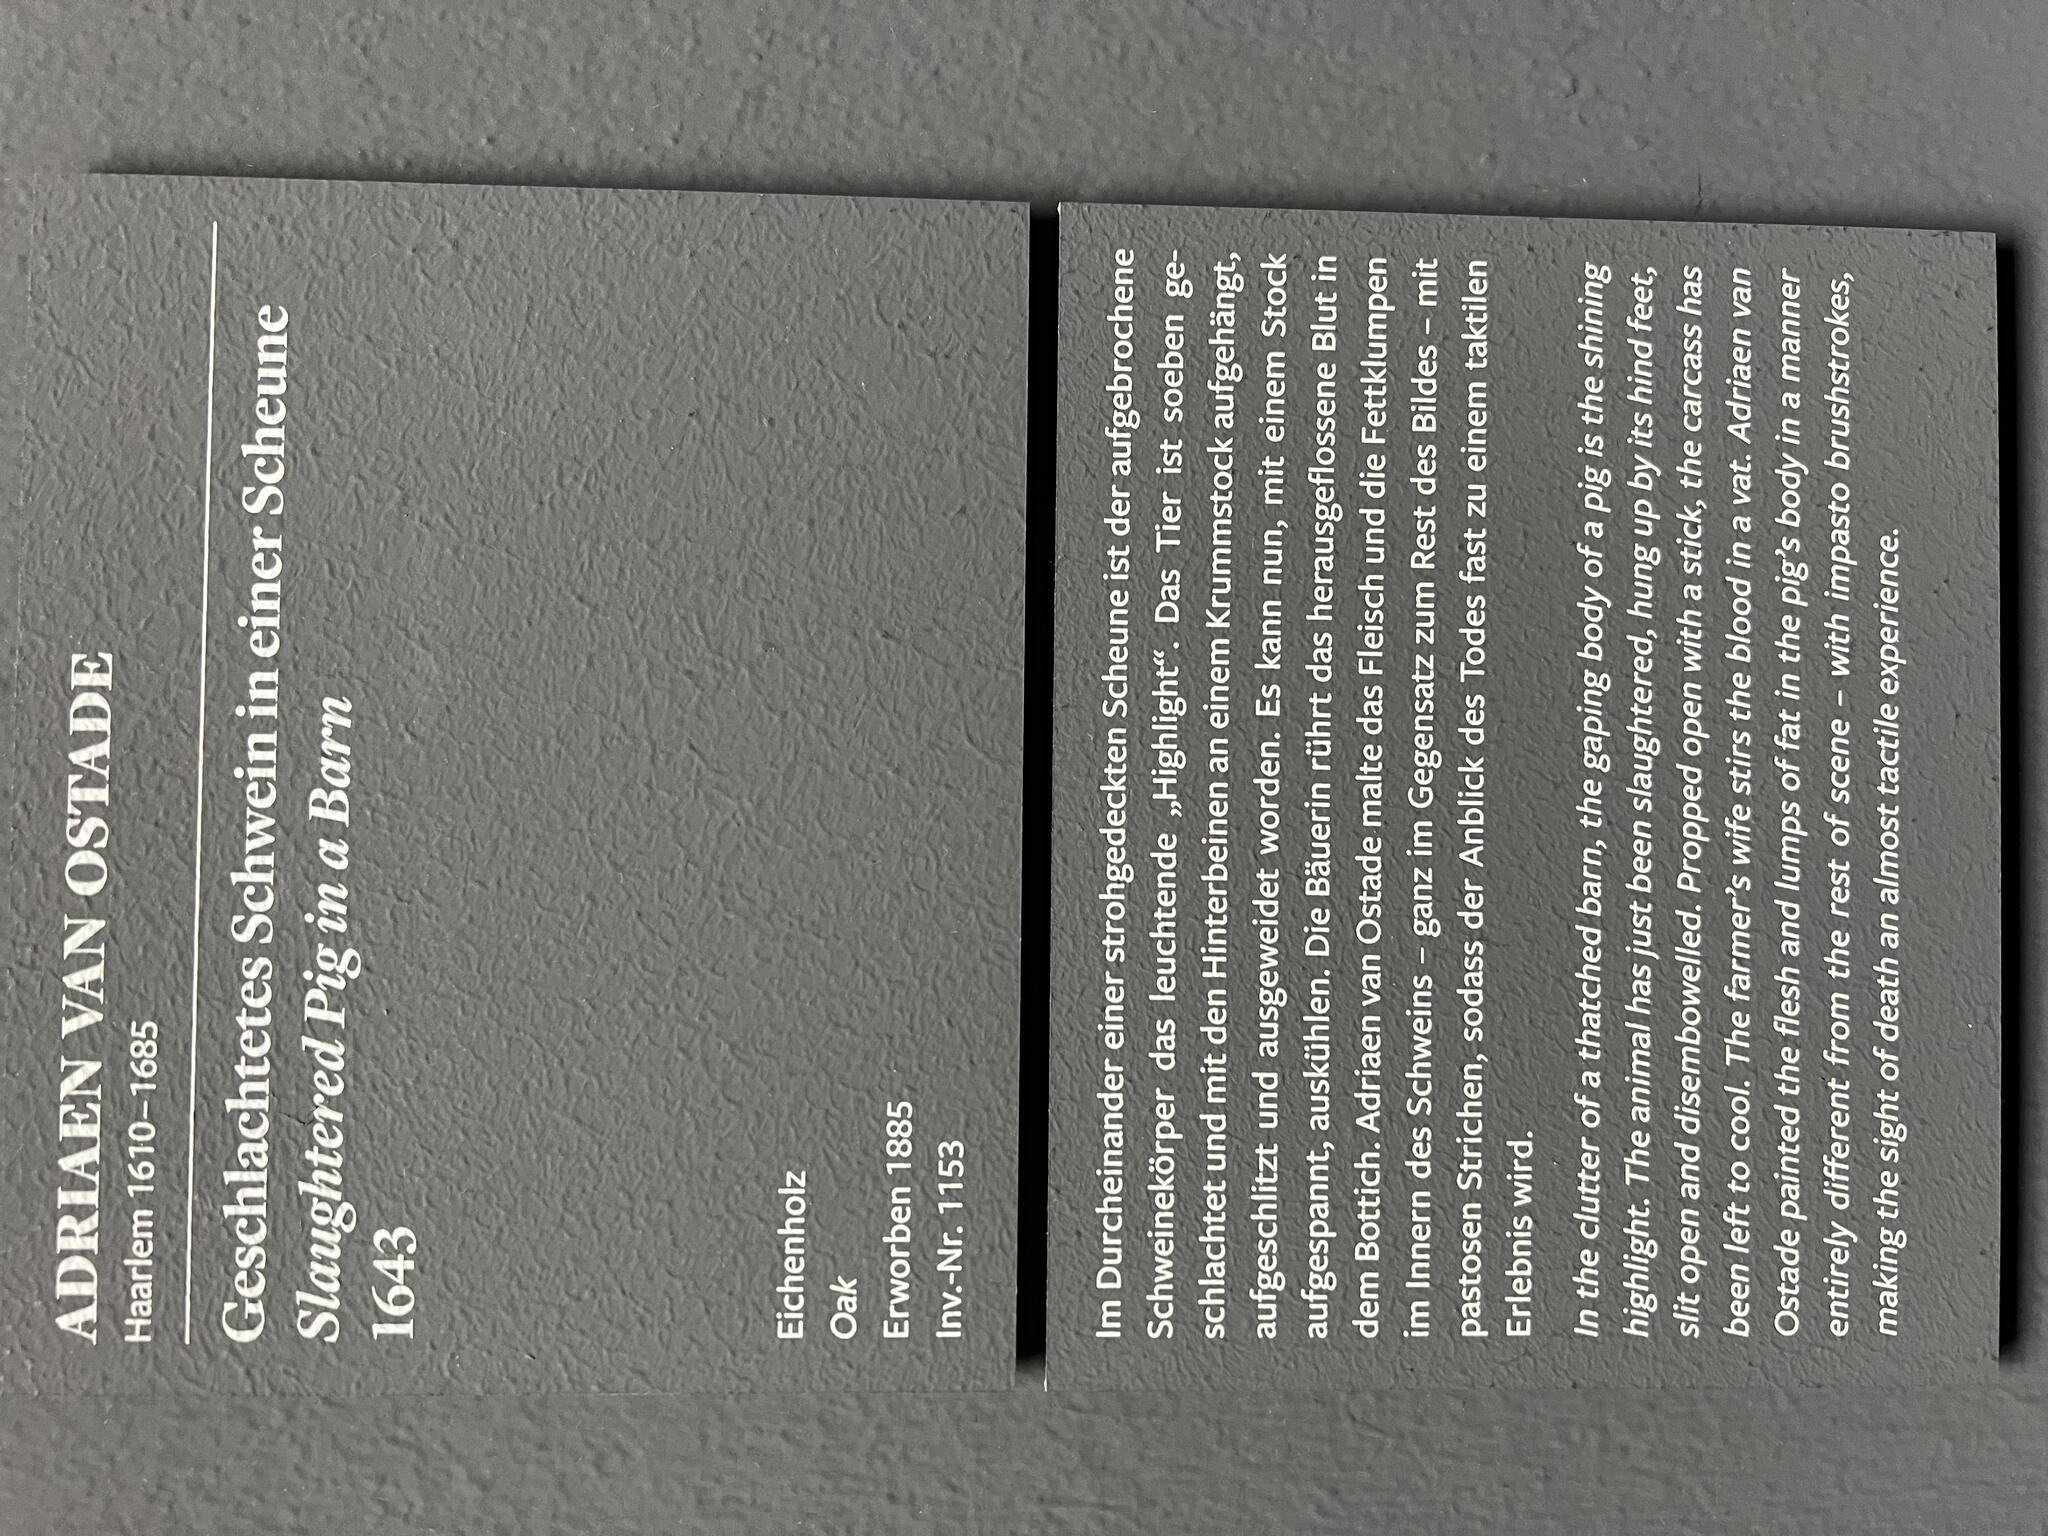 ADRIAEN VAN OSTADE
Haarlem 1610–1685
Geschlachtetes Schwein in einer Scheune
Slaughtered Pig in a Barn
1643
Eichenholz
Oak
Erworben 1885
Inv.-Nr. 1153
Im Durcheinander einer strohgedeckten Scheune ist der aufgebrochene
Schweinekörper das leuchtende „Highlight“. Das Tier ist soeben ge-
schlachtet und mit den Hinterbeinen an einem Krummstock aufgehängt,
aufgeschlitzt und ausgeweidet worden. Es kann nun, mit einem Stock
aufgespannt, auskühlen. Die Bäuerin rührt das herausgeflossene Blut in
dem Bottich. Adriaen van Ostade malte das Fleisch und die Fettklumpen
im Innern des Schweins – ganz im Gegensatz zum Rest des Bildes – mit
pastosen Strichen, sodass der Anblick des Todes fast zu einem taktilen
Erlebnis wird.
In the clutter of a thatched barn, the gaping body of a pig is the shining
highlight. The animal has just been slaughtered, hung up by its hind feet,
slit open and disembowelled. Propped open with a stick, the carcass has
been left to cool. The farmer’s wife stirs the blood in a vat. Adriaen van
Ostade painted the flesh and lumps of fat in the pig’s body in a manner
entirely different from the rest of scene – with impasto brushstrokes,
making the sight of death an almost tactile experience.